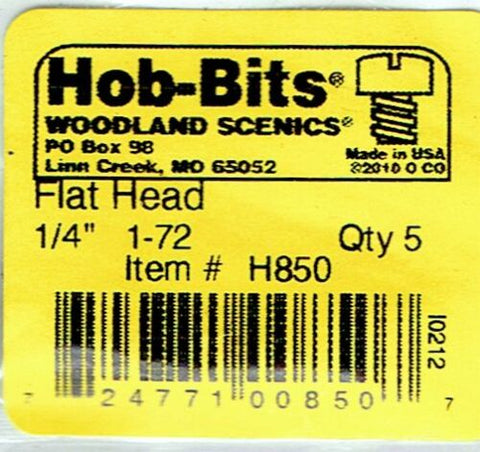 Hob-Bits®
WOODLAND SCENICS®
PO Box 98
Linn Creek, MO 65052
Made in USA
©2010 O CO
Flat Head
1/4" 1-72 Qty 5
Item # H850
I0212
7 24771 00850 7